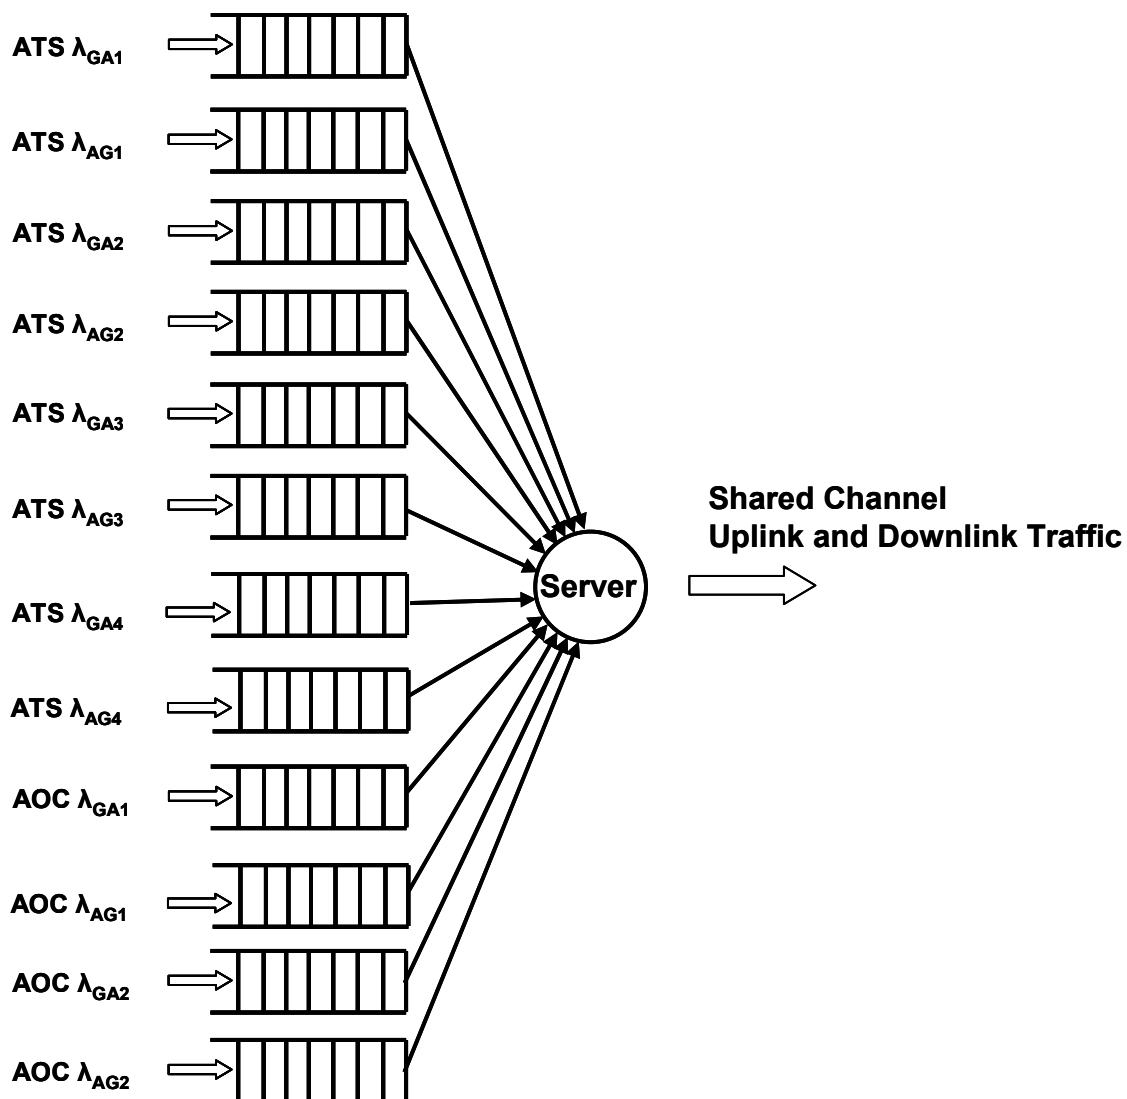 ATS λGA1
ATS λAG1
ATS λGA2
ATS λAG2
ATS λGA3
ATS λAG3
Shared Channel
Uplink and Downlink Traffic
Server
ATS λGA4
ATS λAG4
AOC λGA1
AOC λAG1
AOC λGA2
AOC λAG2